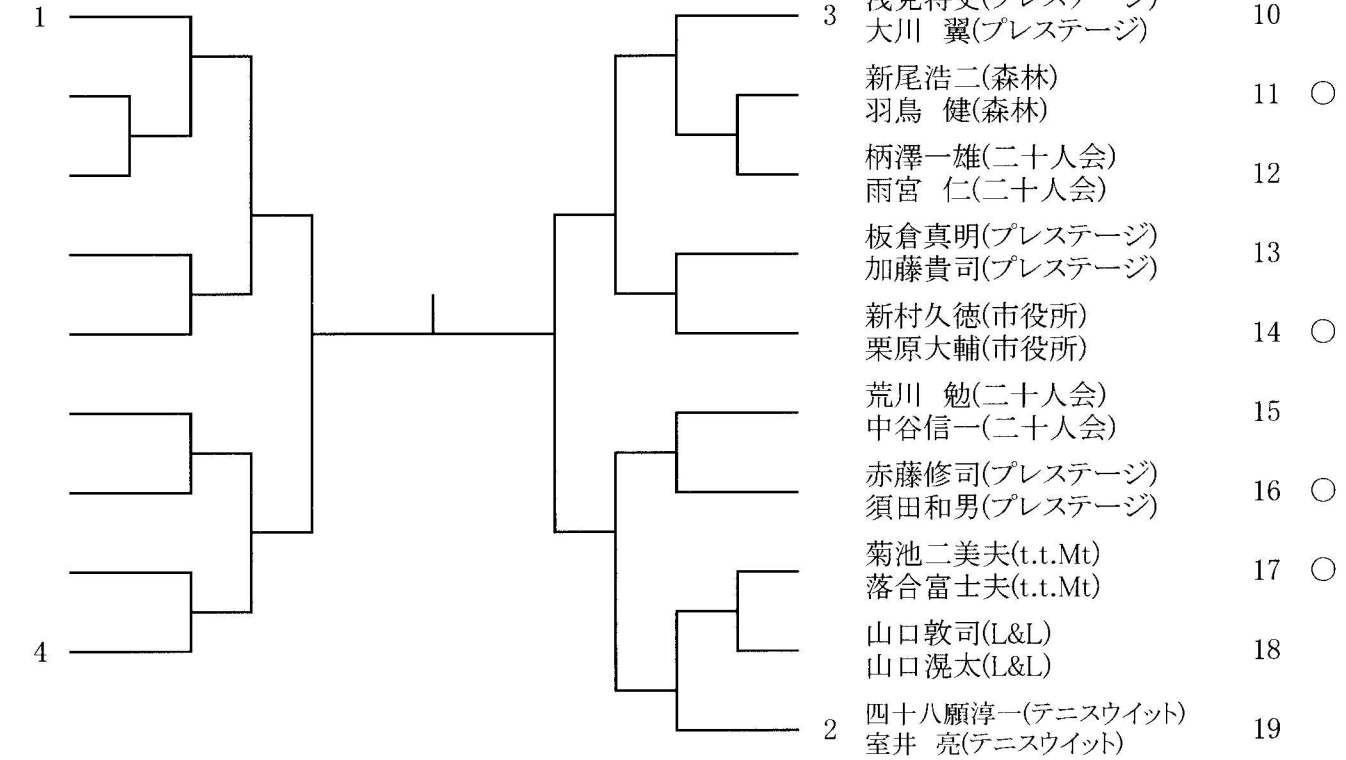 1
3
大川 翼(プレステージ) 10
新尾浩二(森林)
羽鳥 健(森林) 11 ○
柄澤一雄(二十人会)
雨宮 仁(二十人会) 12
板倉真明(プレステージ)
加藤貴司(プレステージ) 13
新村久徳(市役所)
栗原大輔(市役所) 14 ○
荒川 勉(二十人会)
中谷信一(二十人会) 15
赤藤修司(プレステージ)
須田和男(プレステージ) 16 ○
菊池二美夫(t.t.Mt)
落合富士夫(t.t.Mt) 17 ○
4
山口敦司(L&L)
山口滉太(L&L) 18
2
四十八願淳一(テニスウイット)
室井 亮(テニスウイット) 19